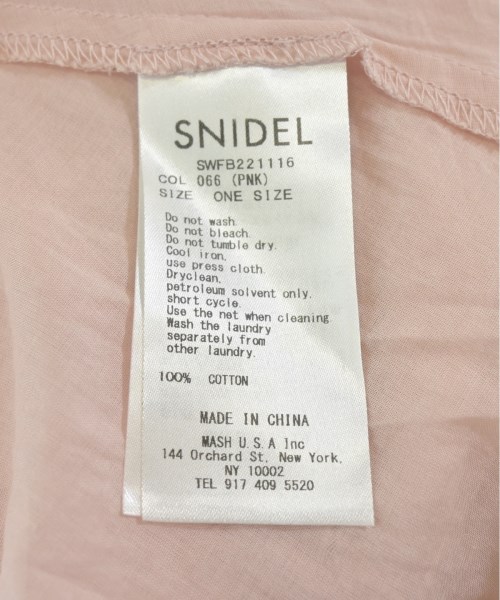 SNIDEL
SWFB221116
COL 066 (PNK)
SIZE ONE SIZE
Do not wash.
Do not bleach.
Do not tumble dry.
Cool iron.
use press cloth.
Dryclean,
petroleum solvent only.
short cycle.
Use the net when cleaning.
Wash the laundry
separately from
other laundry.
100% COTTON
MADE IN CHINA
MASH U.S.A Inc
144 Orchard St. New York,
NY 10002
TEL 917 409 5520